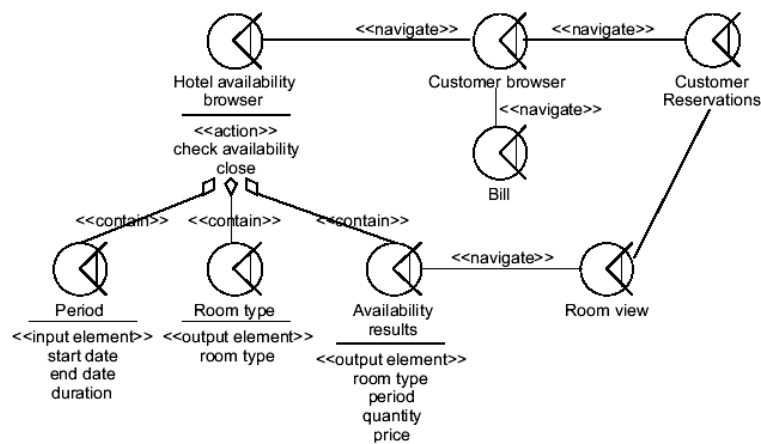 <<navigate>>
<<navigate>>
Hotel availability
browser
Customer browser
Customer
Reservations
<<navigate>>
<<action>>
check availability
close
Bill
<<contain>>
<<contain>>
<<contain>>
<<navigate>>
Period
Room type
Availability
results
Room view
<<input element>>
start date
end date
duration
<<output element>>
room type
<<output element>>
room type
period
quantity
price